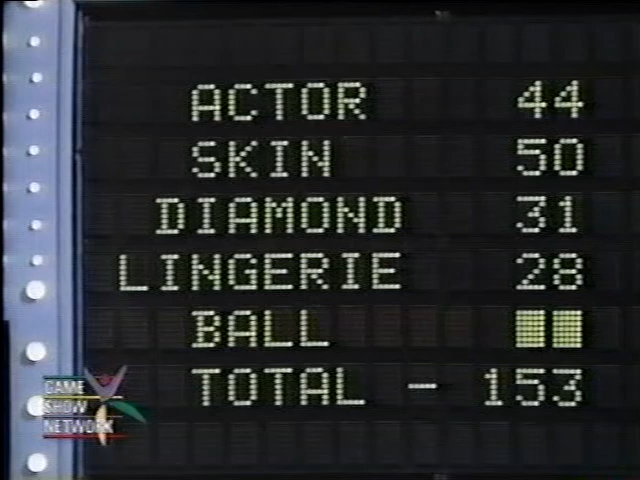 ACTOR 44
SKIN 50
DIAMOND 31
LINGERIE 28
BALL
TOTAL - 153
GAME
SHOW
NETWORK